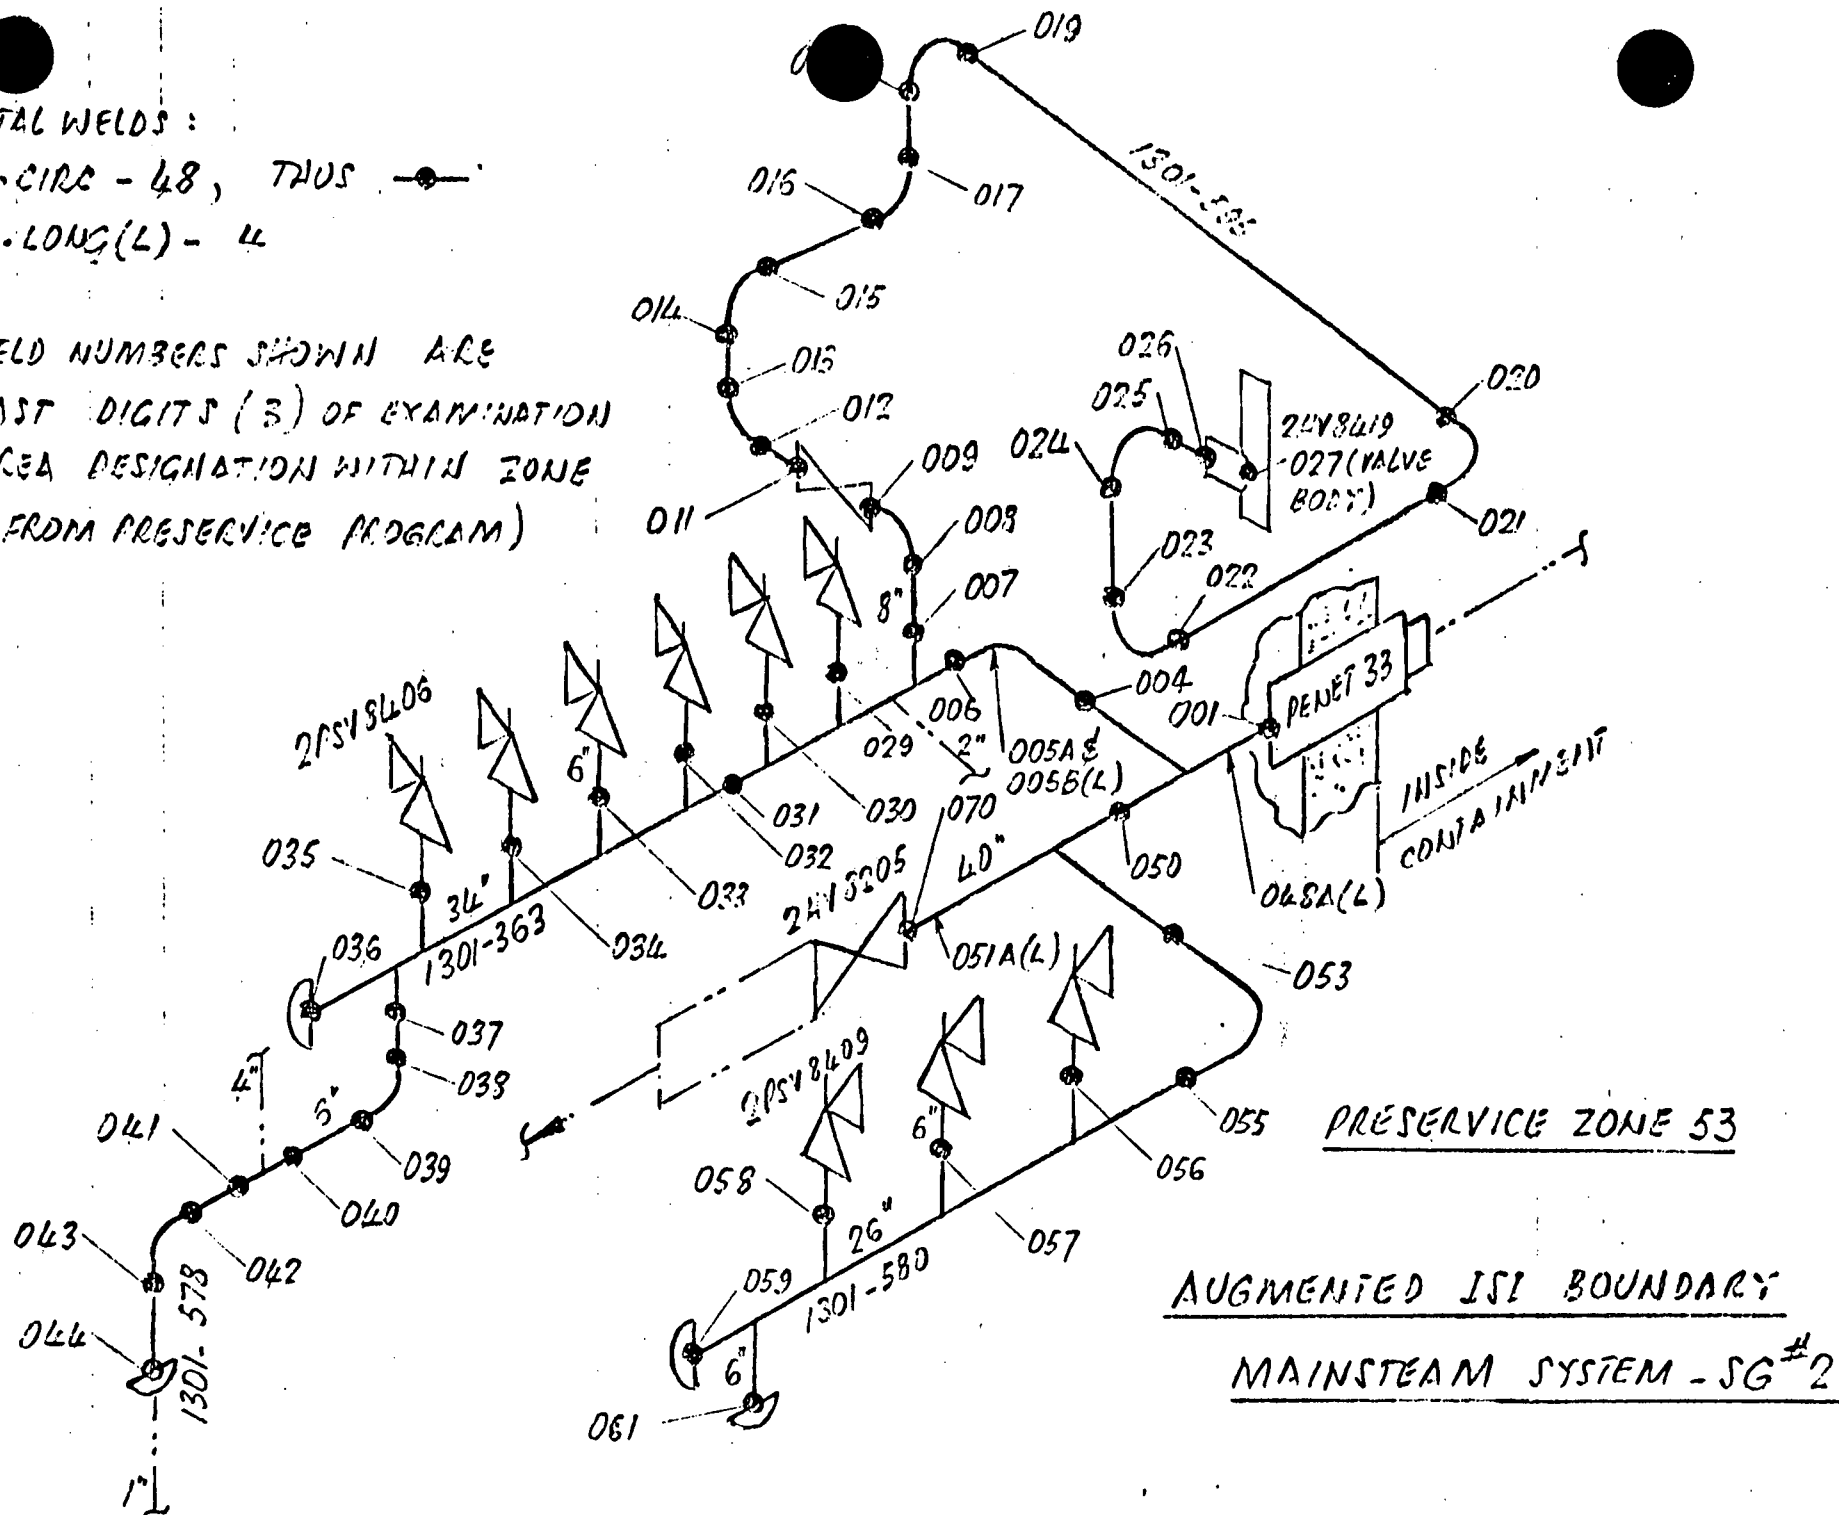 TAL WELDS:
. CIRC - 48, THUS
. LONG(L) - 4
ELD NUMBERS SHOWN ARE
AST DIGITS (3) OF EXAMINATION
REA DESIGNATION WITHIN ZONE
FROM PRESERVICE PROGRAM)
019
0
1301-
016
017
015
014
013
012
011
009
008
007
8"
026
025
024
020
2HV8419
027 (VALVE
BODY)
021
023
022
004
001
PENET 33
006
2"
005A &
005B(L)
029
030
031
032
033
034
035
6"
2PSV8406
34"
1301-363
036
037
038
039
040
041
042
043
044
4"
1301-578
1"
070
2HV8205
40"
050
048A(L)
051A(L)
INSIDE
CONTAINMENT
053
055
056
057
058
059
061
2PSV8409
6"
26"
1301-580
6"
PRESERVICE ZONE 53
AUGMENTED ISI BOUNDARY
MAINSTEAM SYSTEM - SG #2